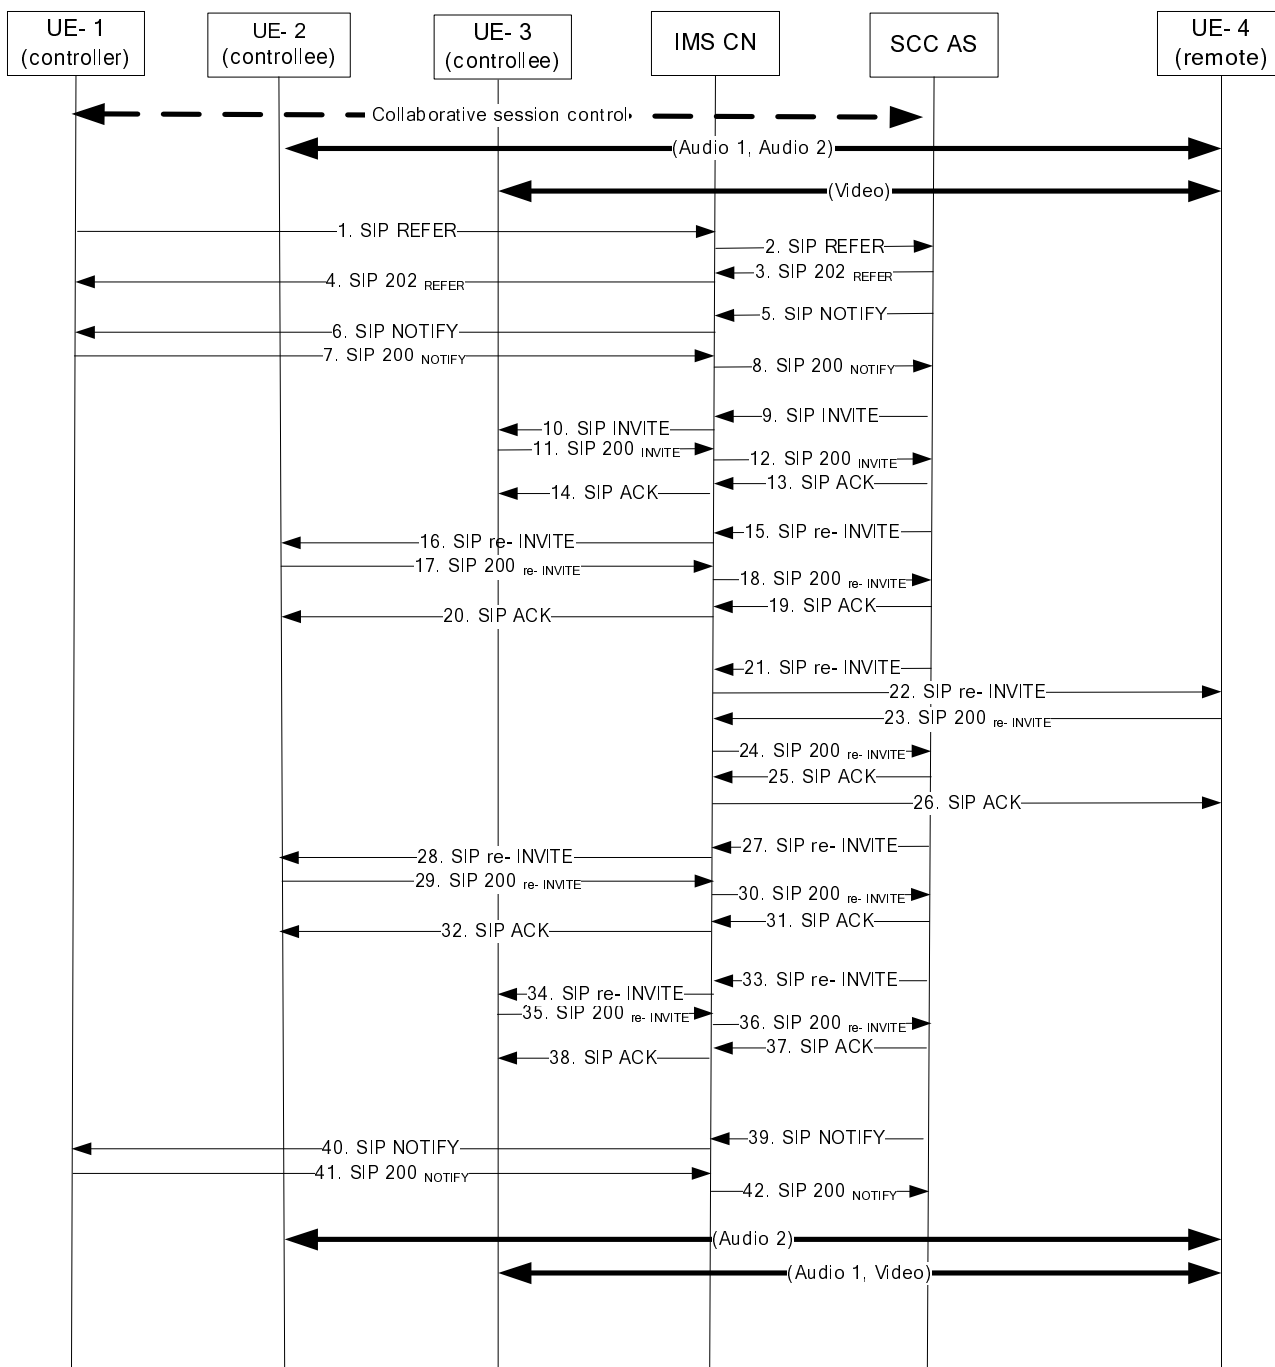 UE- 1
(controller)
UE- 2
(controllee)
UE- 3
(controllee)
IMS CN
SCC AS
UE- 4
(remote)
Collaborative session control
(Audio 1, Audio 2)
(Video)
1. SIP REFER
2. SIP REFER
3. SIP 202 REFER
4. SIP 202 REFER
5. SIP NOTIFY
6. SIP NOTIFY
7. SIP 200 NOTIFY
8. SIP 200 NOTIFY
9. SIP INVITE
10. SIP INVITE
11. SIP 200 INVITE
12. SIP 200 INVITE
13. SIP ACK
14. SIP ACK
15. SIP re- INVITE
16. SIP re- INVITE
17. SIP 200 re- INVITE
18. SIP 200 re- INVITE
19. SIP ACK
20. SIP ACK
21. SIP re- INVITE
22. SIP re- INVITE
23. SIP 200 re- INVITE
24. SIP 200 re- INVITE
25. SIP ACK
26. SIP ACK
27. SIP re- INVITE
28. SIP re- INVITE
29. SIP 200 re- INVITE
30. SIP 200 re- INVITE
31. SIP ACK
32. SIP ACK
33. SIP re- INVITE
34. SIP re- INVITE
35. SIP 200 re- INVITE
36. SIP 200 re- INVITE
37. SIP ACK
38. SIP ACK
39. SIP NOTIFY
40. SIP NOTIFY
41. SIP 200 NOTIFY
42. SIP 200 NOTIFY
(Audio 2)
(Audio 1, Video)